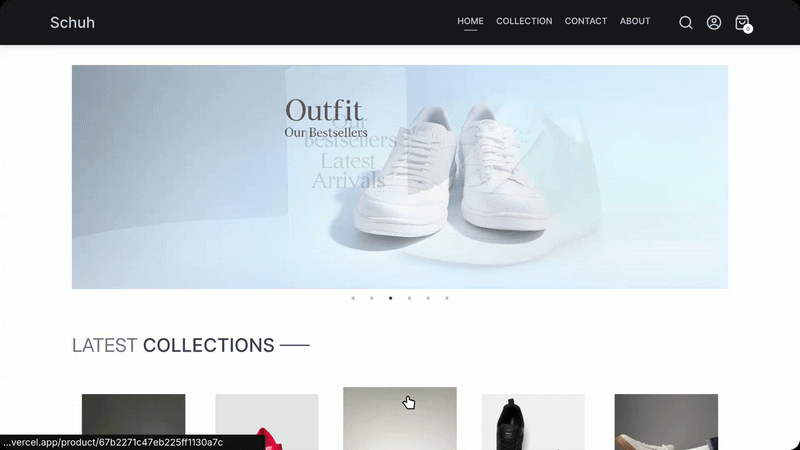 Schuh
HOME COLLECTION CONTACT ABOUT
0
Outfit
Our Bestsellers
Our
Bestsellers
Latest
Arrivals
LATEST COLLECTIONS
...vercel.app/product/67b2271c47eb225ff1130a7c